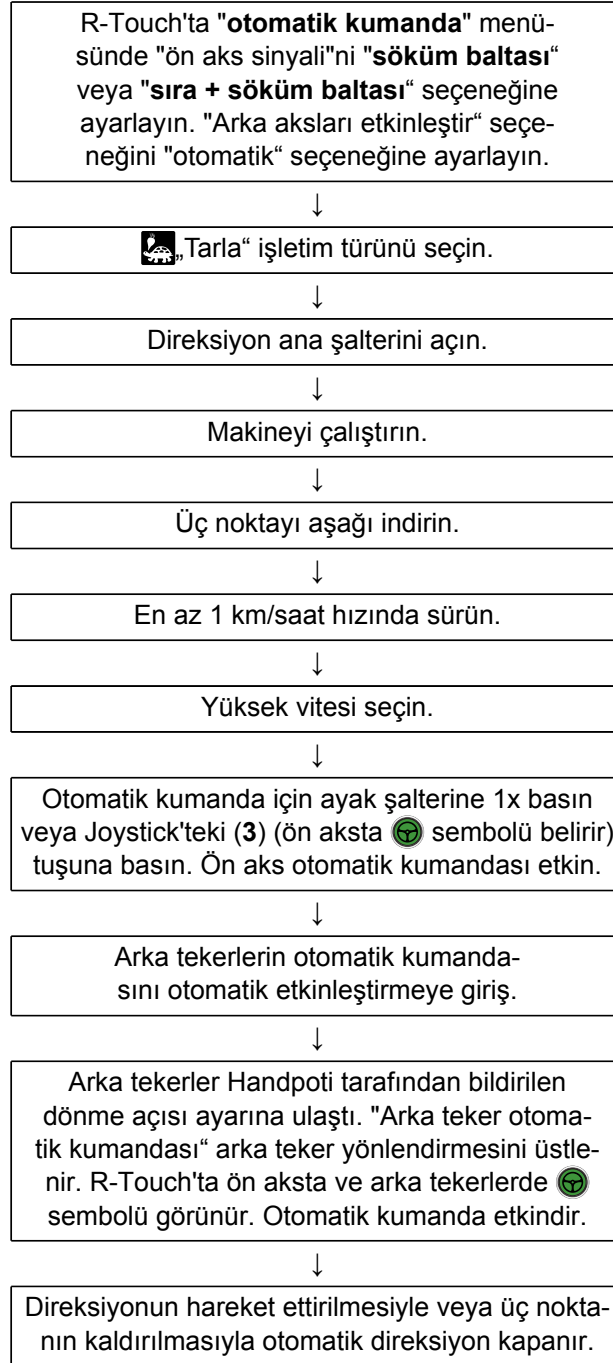 R-Touch'ta "otomatik kumanda" menü-
sünde "ön aks sinyali"ni "söküm baltası“
veya "sıra + söküm baltası“ seçeneğine
ayarlayın. "Arka aksları etkinleştir“ seçe-
neğini "otomatik“ seçeneğine ayarlayın.
↓
„Tarla“ işletim türünü seçin.
↓
Direksiyon ana şalterini açın.
↓
Makineyi çalıştırın.
↓
Üç noktayı aşağı indirin.
↓
En az 1 km/saat hızında sürün.
↓
Yüksek vitesi seçin.
↓
Otomatik kumanda için ayak şalterine 1x basın
veya Joystick'teki (3) (ön aksta sembolü belirir)
tuşuna basın. Ön aks otomatik kumandası etkin.
↓
Arka tekerlerin otomatik kumanda-
sını otomatik etkinleştirmeye giriş.
↓
Arka tekerler Handpoti tarafından bildirilen
dönme açısı ayarına ulaştı. "Arka teker otoma-
tik kumandası“ arka teker yönlendirmesini üstle-
nir. R-Touch'ta ön aksta ve arka tekerlerde
sembolü görünür. Otomatik kumanda etkindir.
↓
Direksiyonun hareket ettirilmesiyle veya üç nokta-
nın kaldırılmasıyla otomatik direksiyon kapanır.